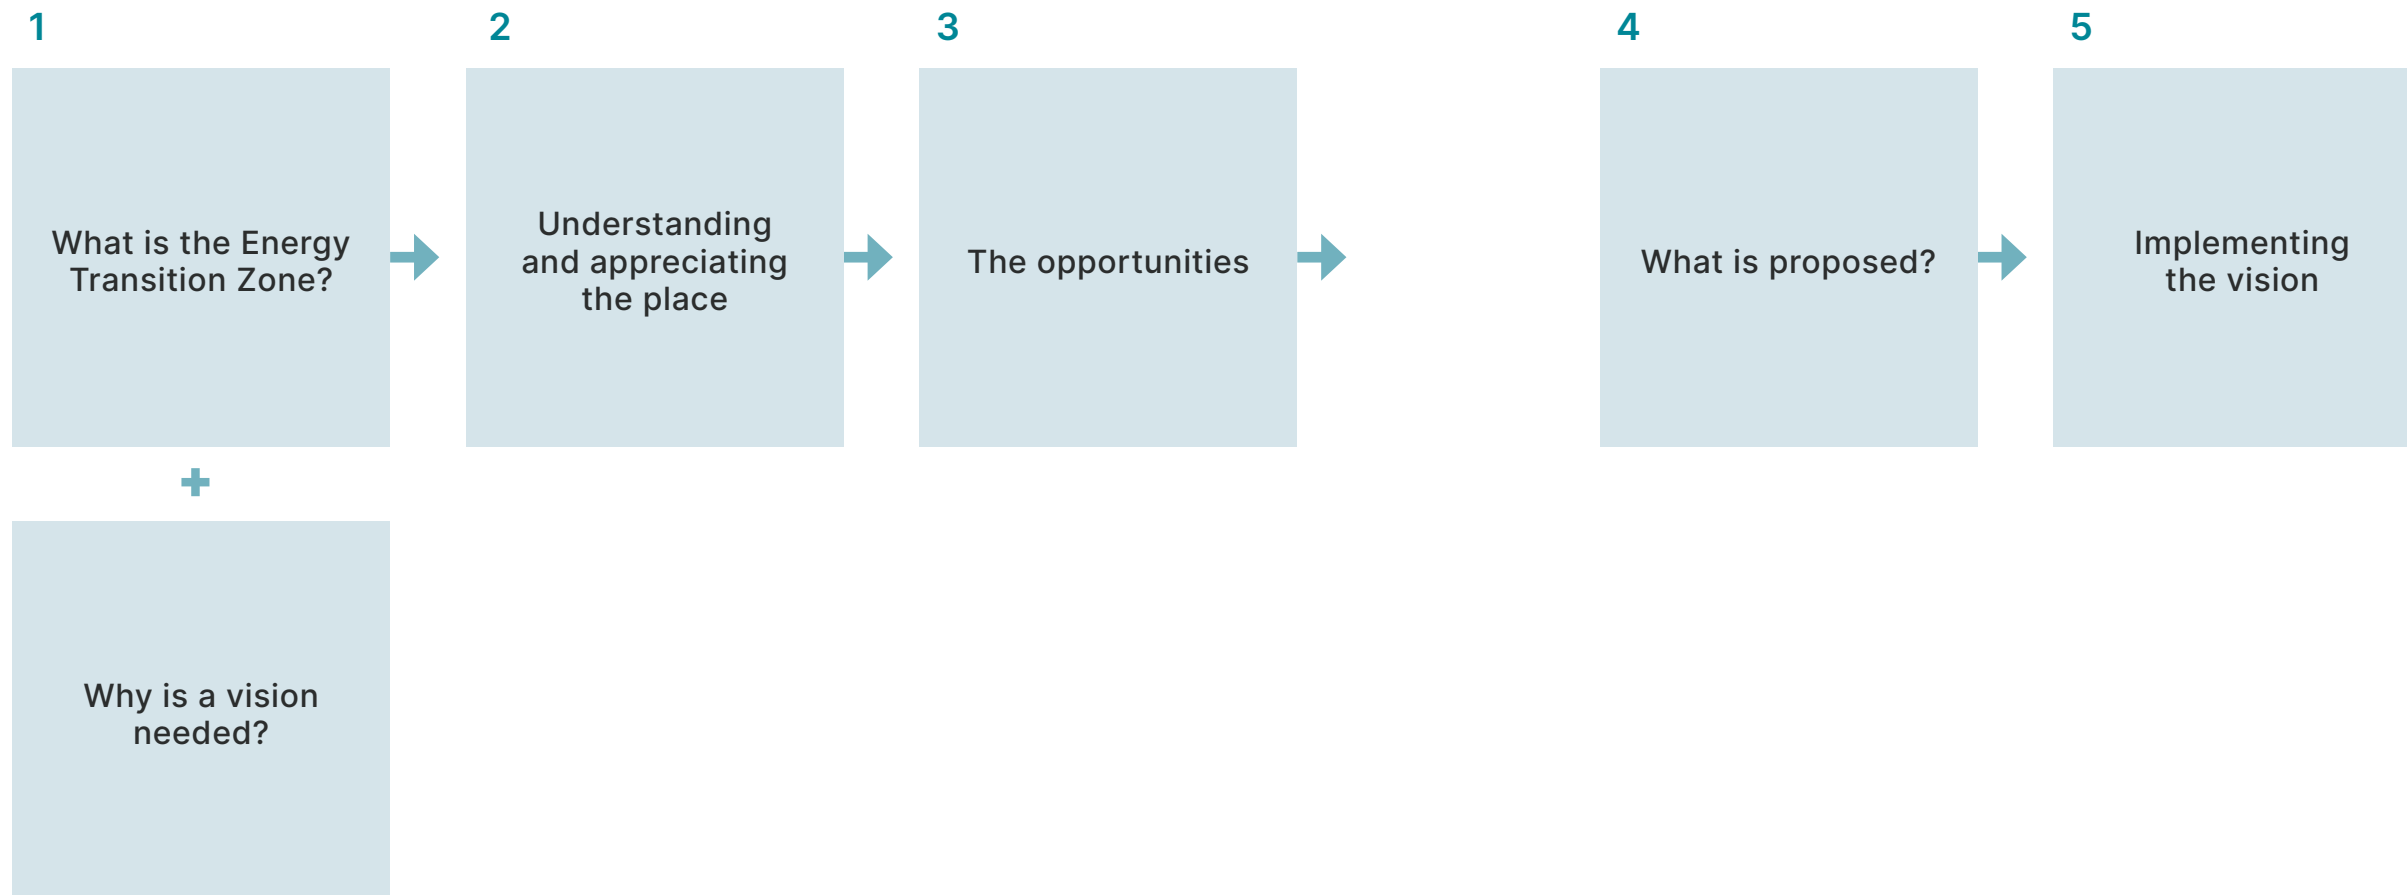 1
What is the Energy
Transition Zone?
+
Why is a vision
needed?
2
Understanding
and appreciating
the place
3
The opportunities
4
What is proposed?
5
Implementing
the vision